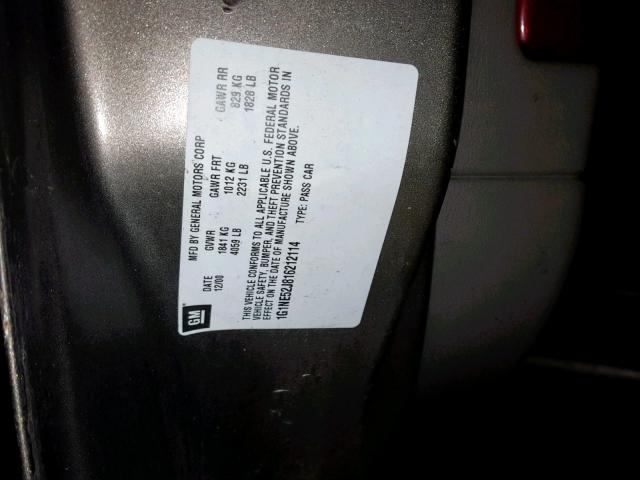 GM
MFD BY GENERAL MOTORS CORP
DATE GVWR GAWR FRT GAWR RR
12/00 1841 KG 1012 KG 829 KG
4059 LB 2231 LB 1828 LB
THIS VEHICLE CONFORMS TO ALL APPLICABLE U.S. FEDERAL MOTOR
VEHICLE SAFETY, BUMPER, AND THEFT PREVENTION STANDARDS IN
EFFECT ON THE DATE OF MANUFACTURE SHOWN ABOVE.
1G1NE52J816212114 TYPE: PASS CAR